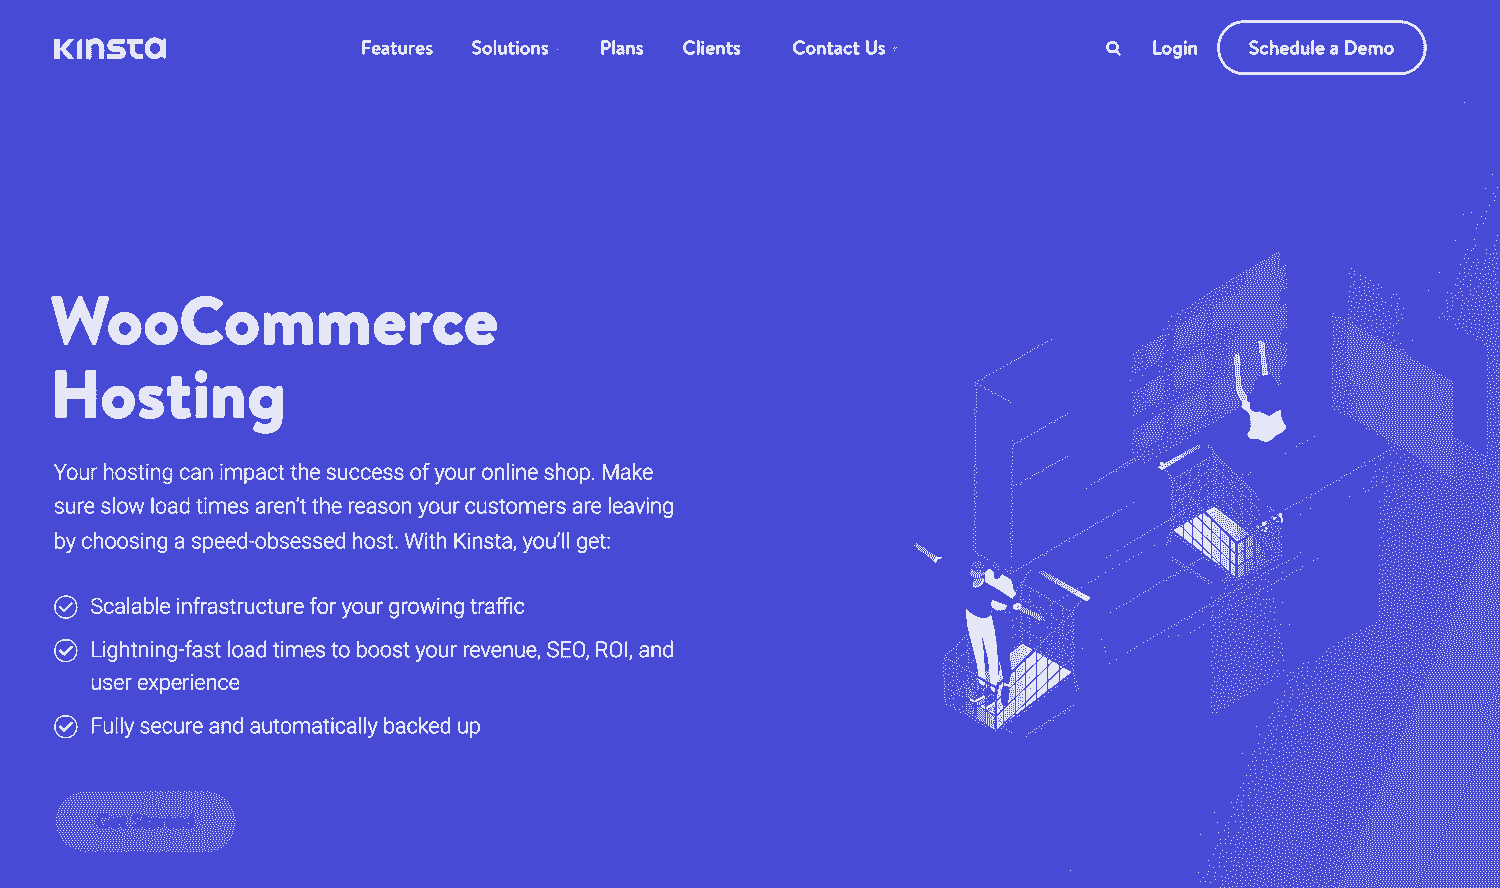 KINSTA
Features Solutions Plans Clients Contact Us Login Schedule a Demo
WooCommerce
Hosting
Your hosting can impact the success of your online shop. Make
sure slow load times aren't the reason your customers are leaving
by choosing a speed-obsessed host. With Kinsta, you'll get:
Scalable infrastructure for your growing traffic
Lightning-fast load times to boost your revenue, SEO, ROI, and
user experience
Fully secure and automatically backed up
Get Started